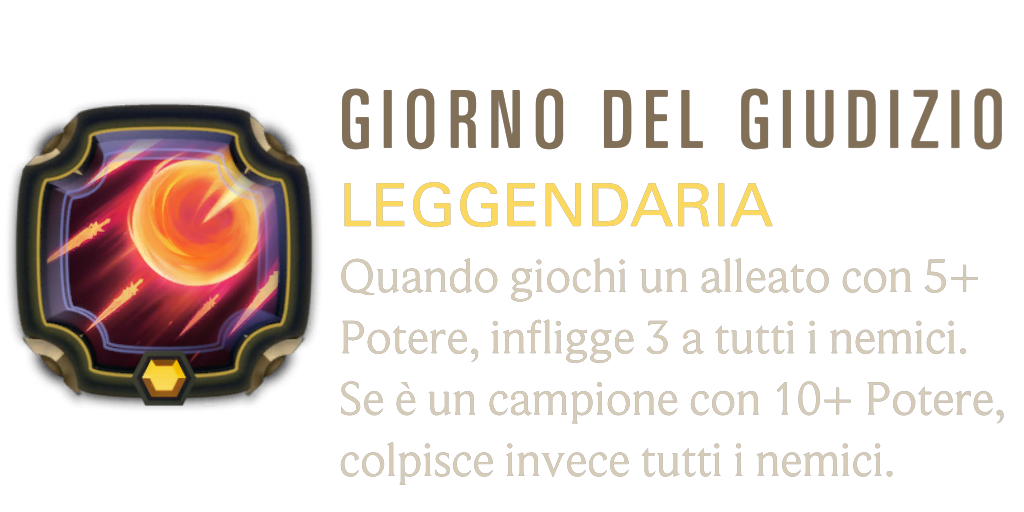 GIORNO DEL GIUDIZIO
LEGGENDARIA
Quando giochi un alleato con 5+
Potere, infligge 3 a tutti i nemici.
Se è un campione con 10+ Potere,
colpisce invece tutti i nemici.